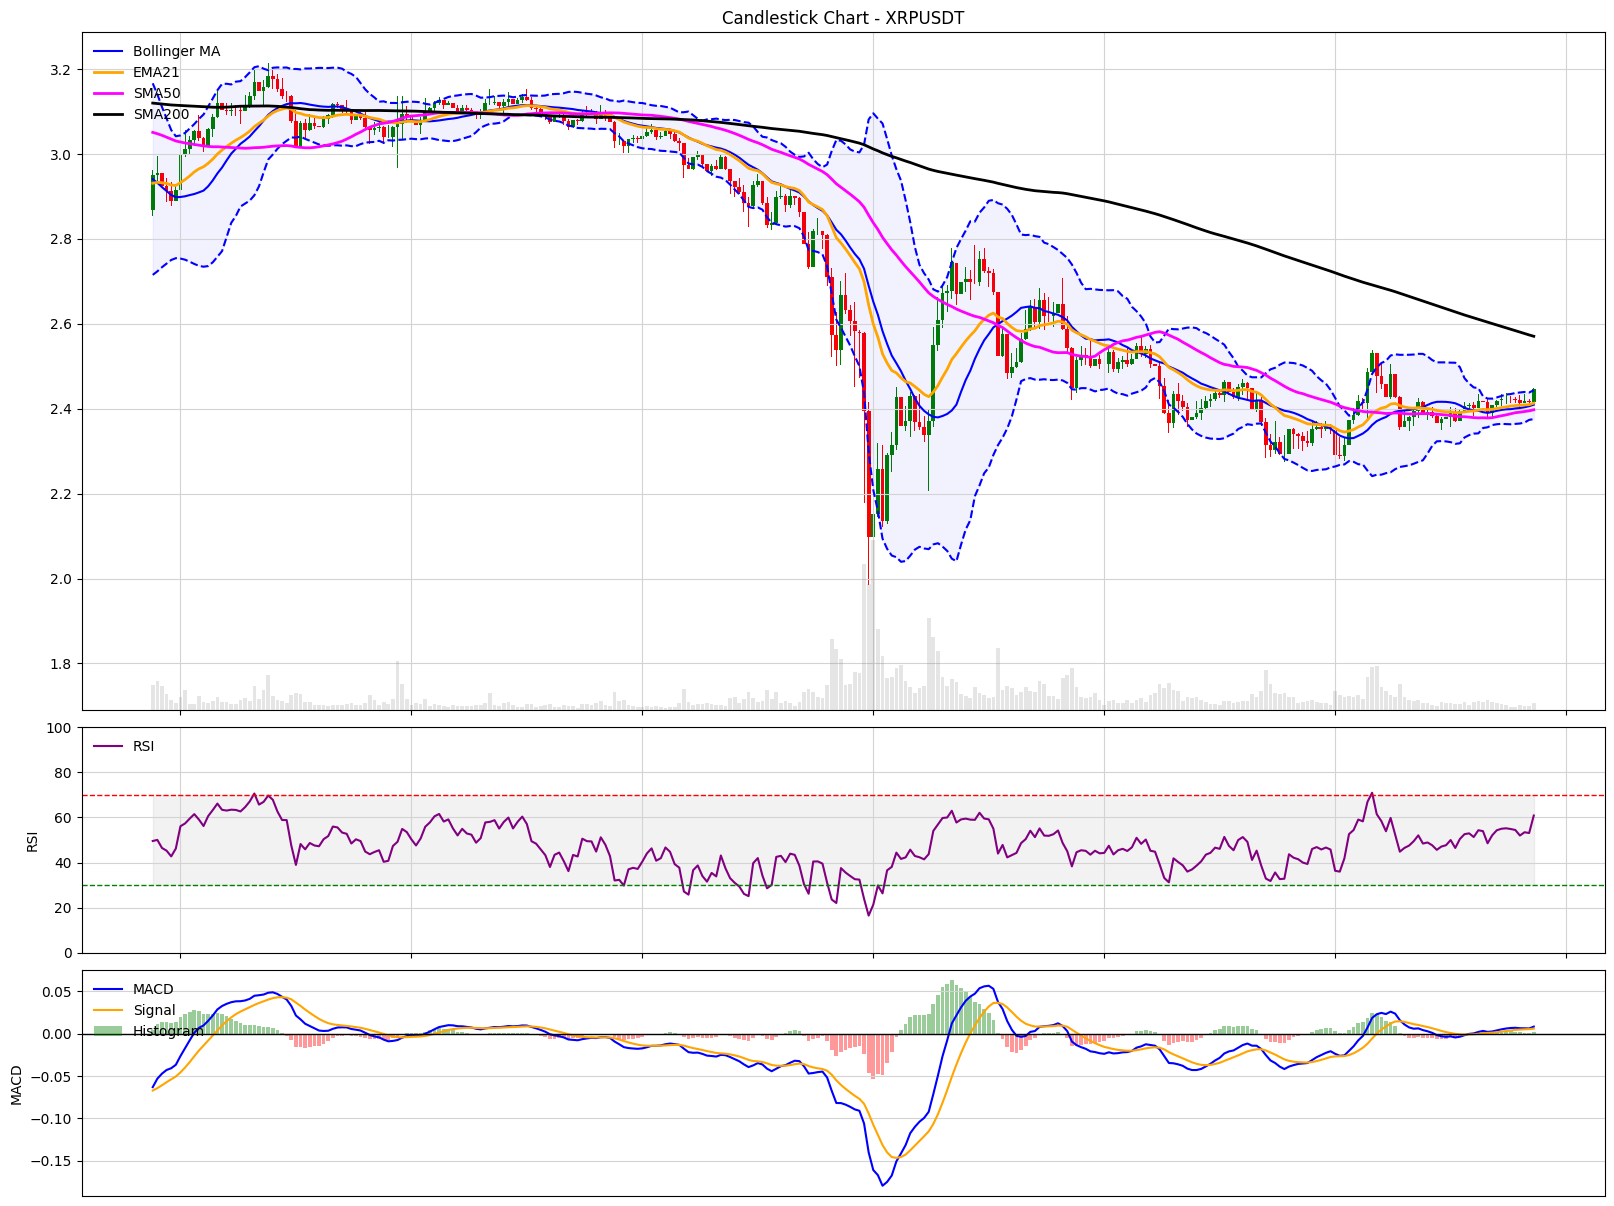 Candlestick Chart - XRPUSDT
Bollinger MA
EMA21
SMA50
SMA200
3.2
3.0
2.8
2.6
2.4
2.2
2.0
1.8
RSI
100
80
60
40
20
0
RSI
MACD
Signal
Histogram
0.05
0.00
−0.05
−0.10
−0.15
MACD